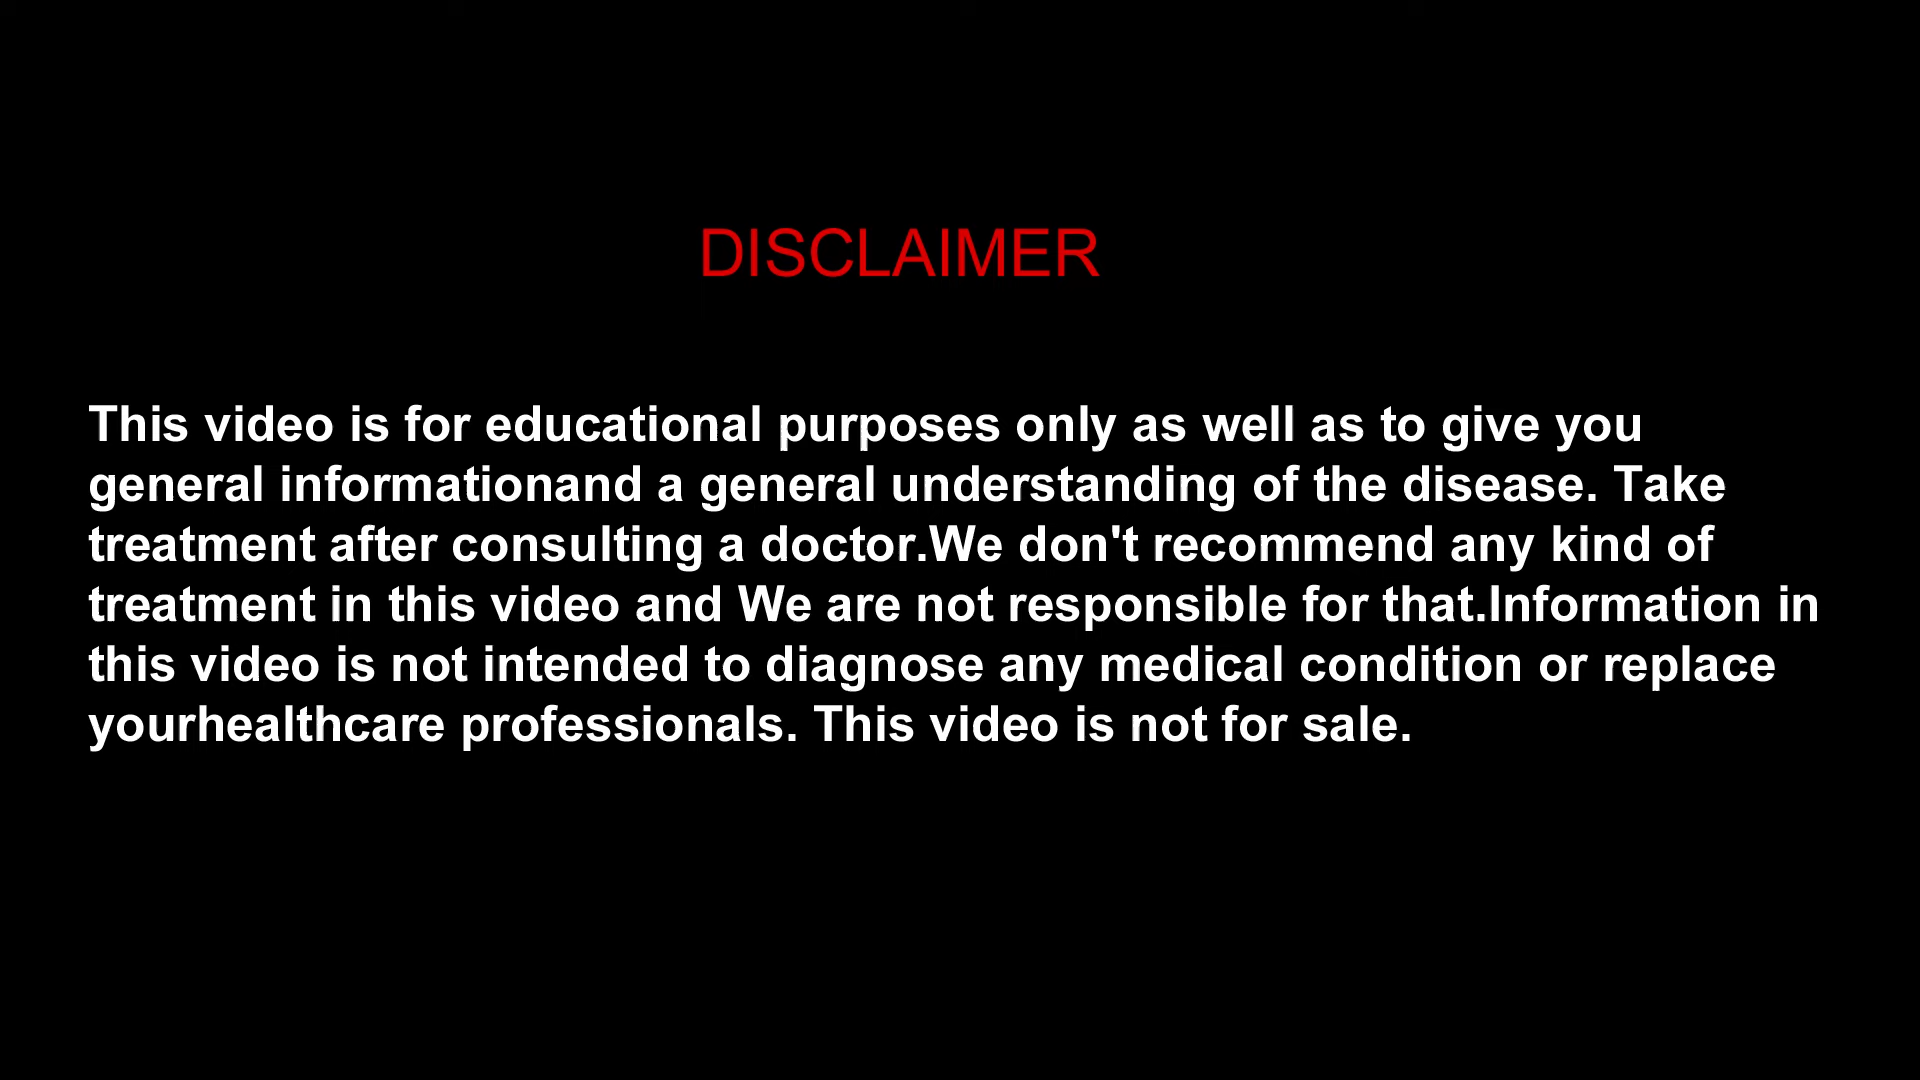 DISCLAIMER
This video is for educational purposes only as well as to give you
general informationand a general understanding of the disease. Take
treatment after consulting a doctor.We don't recommend any kind of
treatment in this video and We are not responsible for that.Information in
this video is not intended to diagnose any medical condition or replace
yourhealthcare professionals. This video is not for sale.